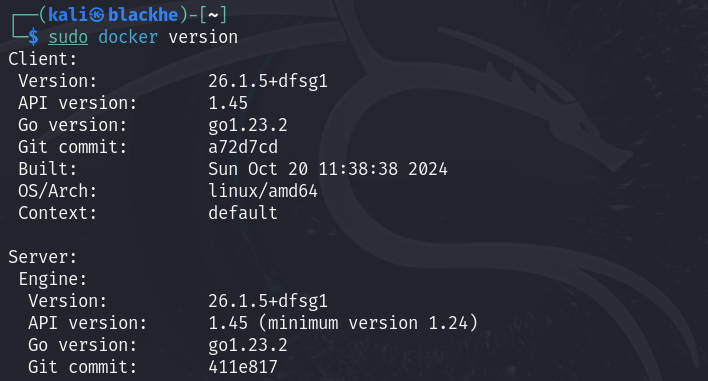 ┌──(kali㉿blackhe)-[~]
└─$ sudo docker version
Client:
 Version:           26.1.5+dfsg1
 API version:       1.45
 Go version:        go1.23.2
 Git commit:        a72d7cd
 Built:             Sun Oct 20 11:38:38 2024
 OS/Arch:           linux/amd64
 Context:           default

Server:
 Engine:
  Version:          26.1.5+dfsg1
  API version:      1.45 (minimum version 1.24)
  Go version:       go1.23.2
  Git commit:       411e817